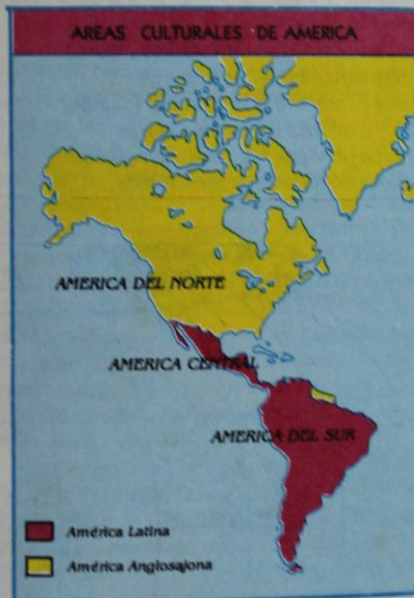 AREAS CULTURALES DE AMERICA
AMERICA DEL NORTE
AMERICA CENTRAL
AMERICA DEL SUR
América Latina
América Anglosajona